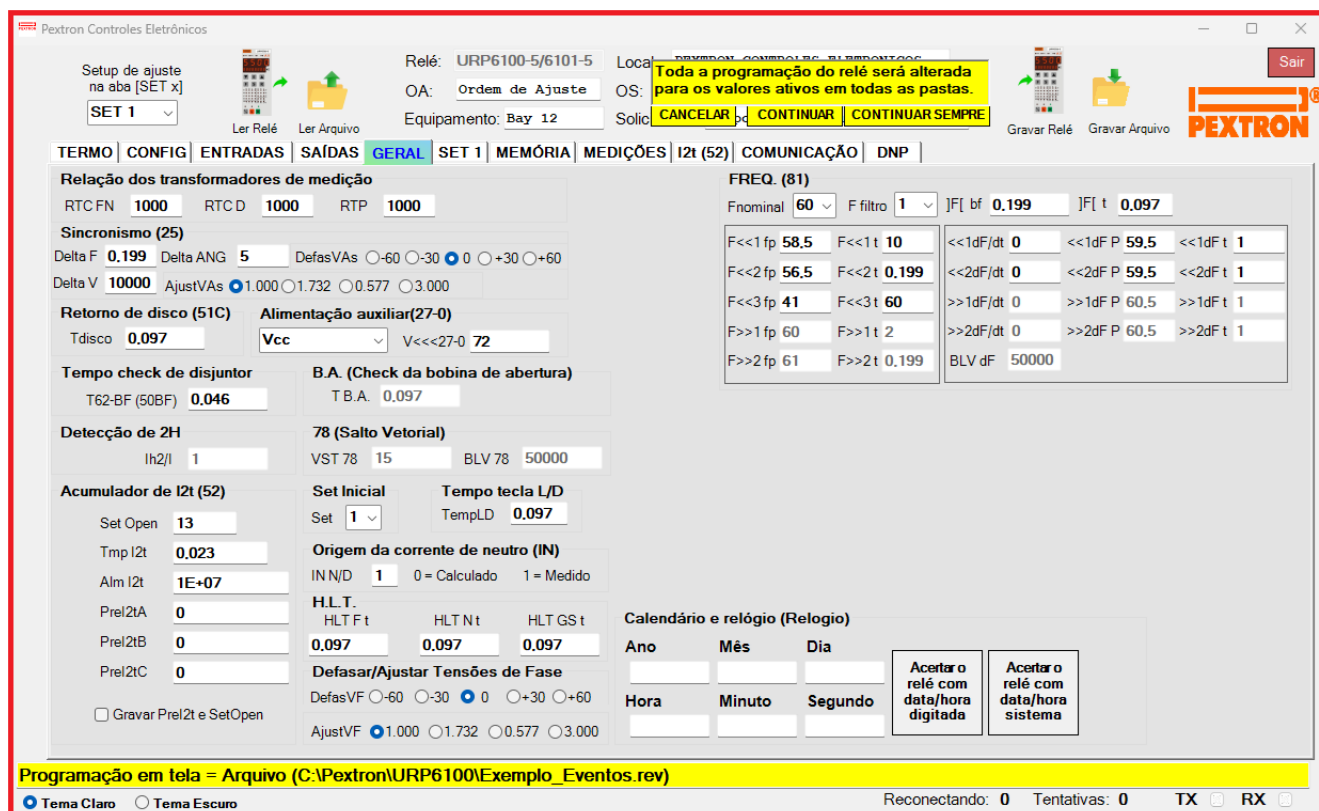 Pextron Controles Eletrônicos
Setup de ajuste
na aba [SET x]
SET 1
Ler Relé
Ler Arquivo
Relé: URP6100-5/6101-5
OA: Ordem de Ajuste
Equipamento: Bay 12
Local
OS:
Solic
Toda a programação do relé será alterada
para os valores ativos em todas as pastas.
CANCELAR CONTINUAR CONTINUAR SEMPRE
Gravar Relé
Gravar Arquivo
Sair
PEXTRON
TERMO CONFIG ENTRADAS SAÍDAS GERAL SET 1 MEMÓRIA MEDIÇÕES I2t (52) COMUNICAÇÃO DNP
Relação dos transformadores de medição
RTC FN 1000 RTC D 1000 RTP 1000
Sincronismo (25)
Delta F 0,199 Delta ANG 5 DefasVAs -60 -30 0 +30 +60
Delta V 10000 AjustVAs 1.000 1.732 0.577 3.000
Retorno de disco (51C)
Tdisco 0,097
Alimentação auxiliar(27-0)
Vcc V<<<27-0 72
Tempo check de disjuntor
T62-BF (50BF) 0,046
B.A. (Check da bobina de abertura)
T B.A. 0,097
Detecção de 2H
Ih2/I 1
78 (Salto Vetorial)
VST 78 15 BLV 78 50000
Acumulador de I2t (52)
Set Open 13
Tmp I2t 0,023
Alm I2t 1E+07
PreI2tA 0
PreI2tB 0
PreI2tC 0
Gravar PreI2t e SetOpen
Set Inicial
Set 1
Tempo tecla L/D
TempLD 0,097
Origem da corrente de neutro (IN)
IN N/D 1 0 = Calculado 1 = Medido
H.L.T.
HLT F t HLT N t HLT GS t
0,097 0,097 0,097
Defasar/Ajustar Tensões de Fase
DefasVF -60 -30 0 +30 +60
AjustVF 1.000 1.732 0.577 3.000
FREQ. (81)
Fnominal 60 F filtro 1 ]F[ bf 0,199 ]F[ t 0,097
F<<1 fp 58,5 F<<1 t 10 <<1dF/dt 0 <<1dF P 59,5 <<1dF t 1
F<<2 fp 56,5 F<<2 t 0,199 <<2dF/dt 0 <<2dF P 59,5 <<2dF t 1
F<<3 fp 41 F<<3 t 60 >>1dF/dt 0 >>1dF P 60,5 >>1dF t 1
F>>1 fp 60 F>>1 t 2 >>2dF/dt 0 >>2dF P 60,5 >>2dF t 1
F>>2 fp 61 F>>2 t 0,199 BLV dF 50000
Calendário e relógio (Relogio)
Ano Mês Dia
Hora Minuto Segundo
Acertar o
relé com
data/hora
digitada
Acertar o
relé com
data/hora
sistema
Programação em tela = Arquivo (C:\Pextron\URP6100\Exemplo_Eventos.rev)
Tema Claro Tema Escuro
Reconectando: 0 Tentativas: 0 TX RX